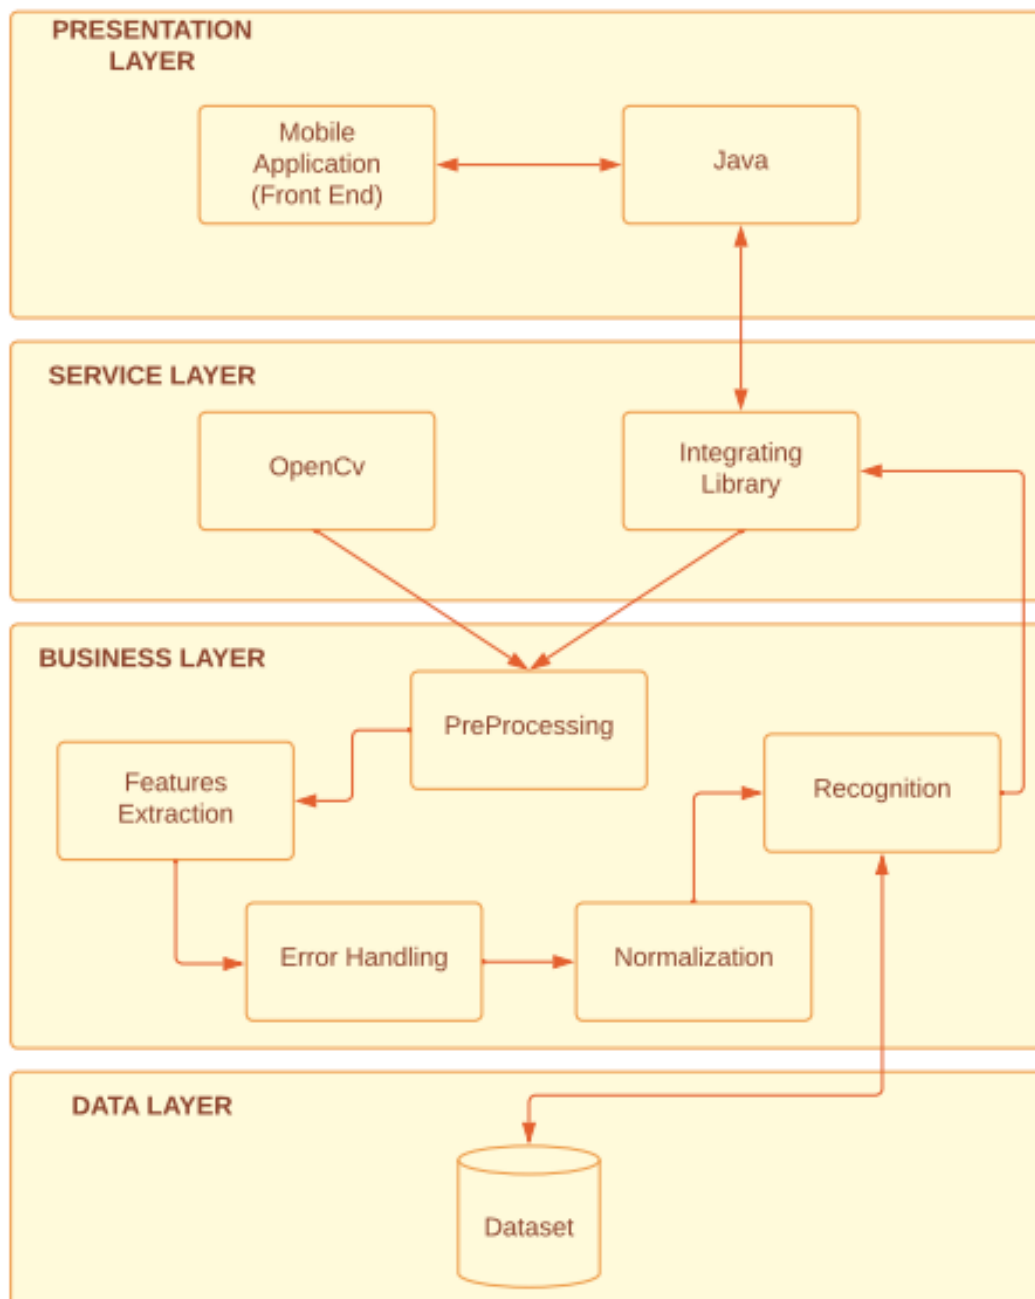 PRESENTATION
LAYER
Mobile
Application
(Front End)
Java
SERVICE LAYER
OpenCv
Integrating
Library
BUSINESS LAYER
PreProcessing
Features
Extraction
Recognition
Error Handling
Normalization
DATA LAYER
Dataset